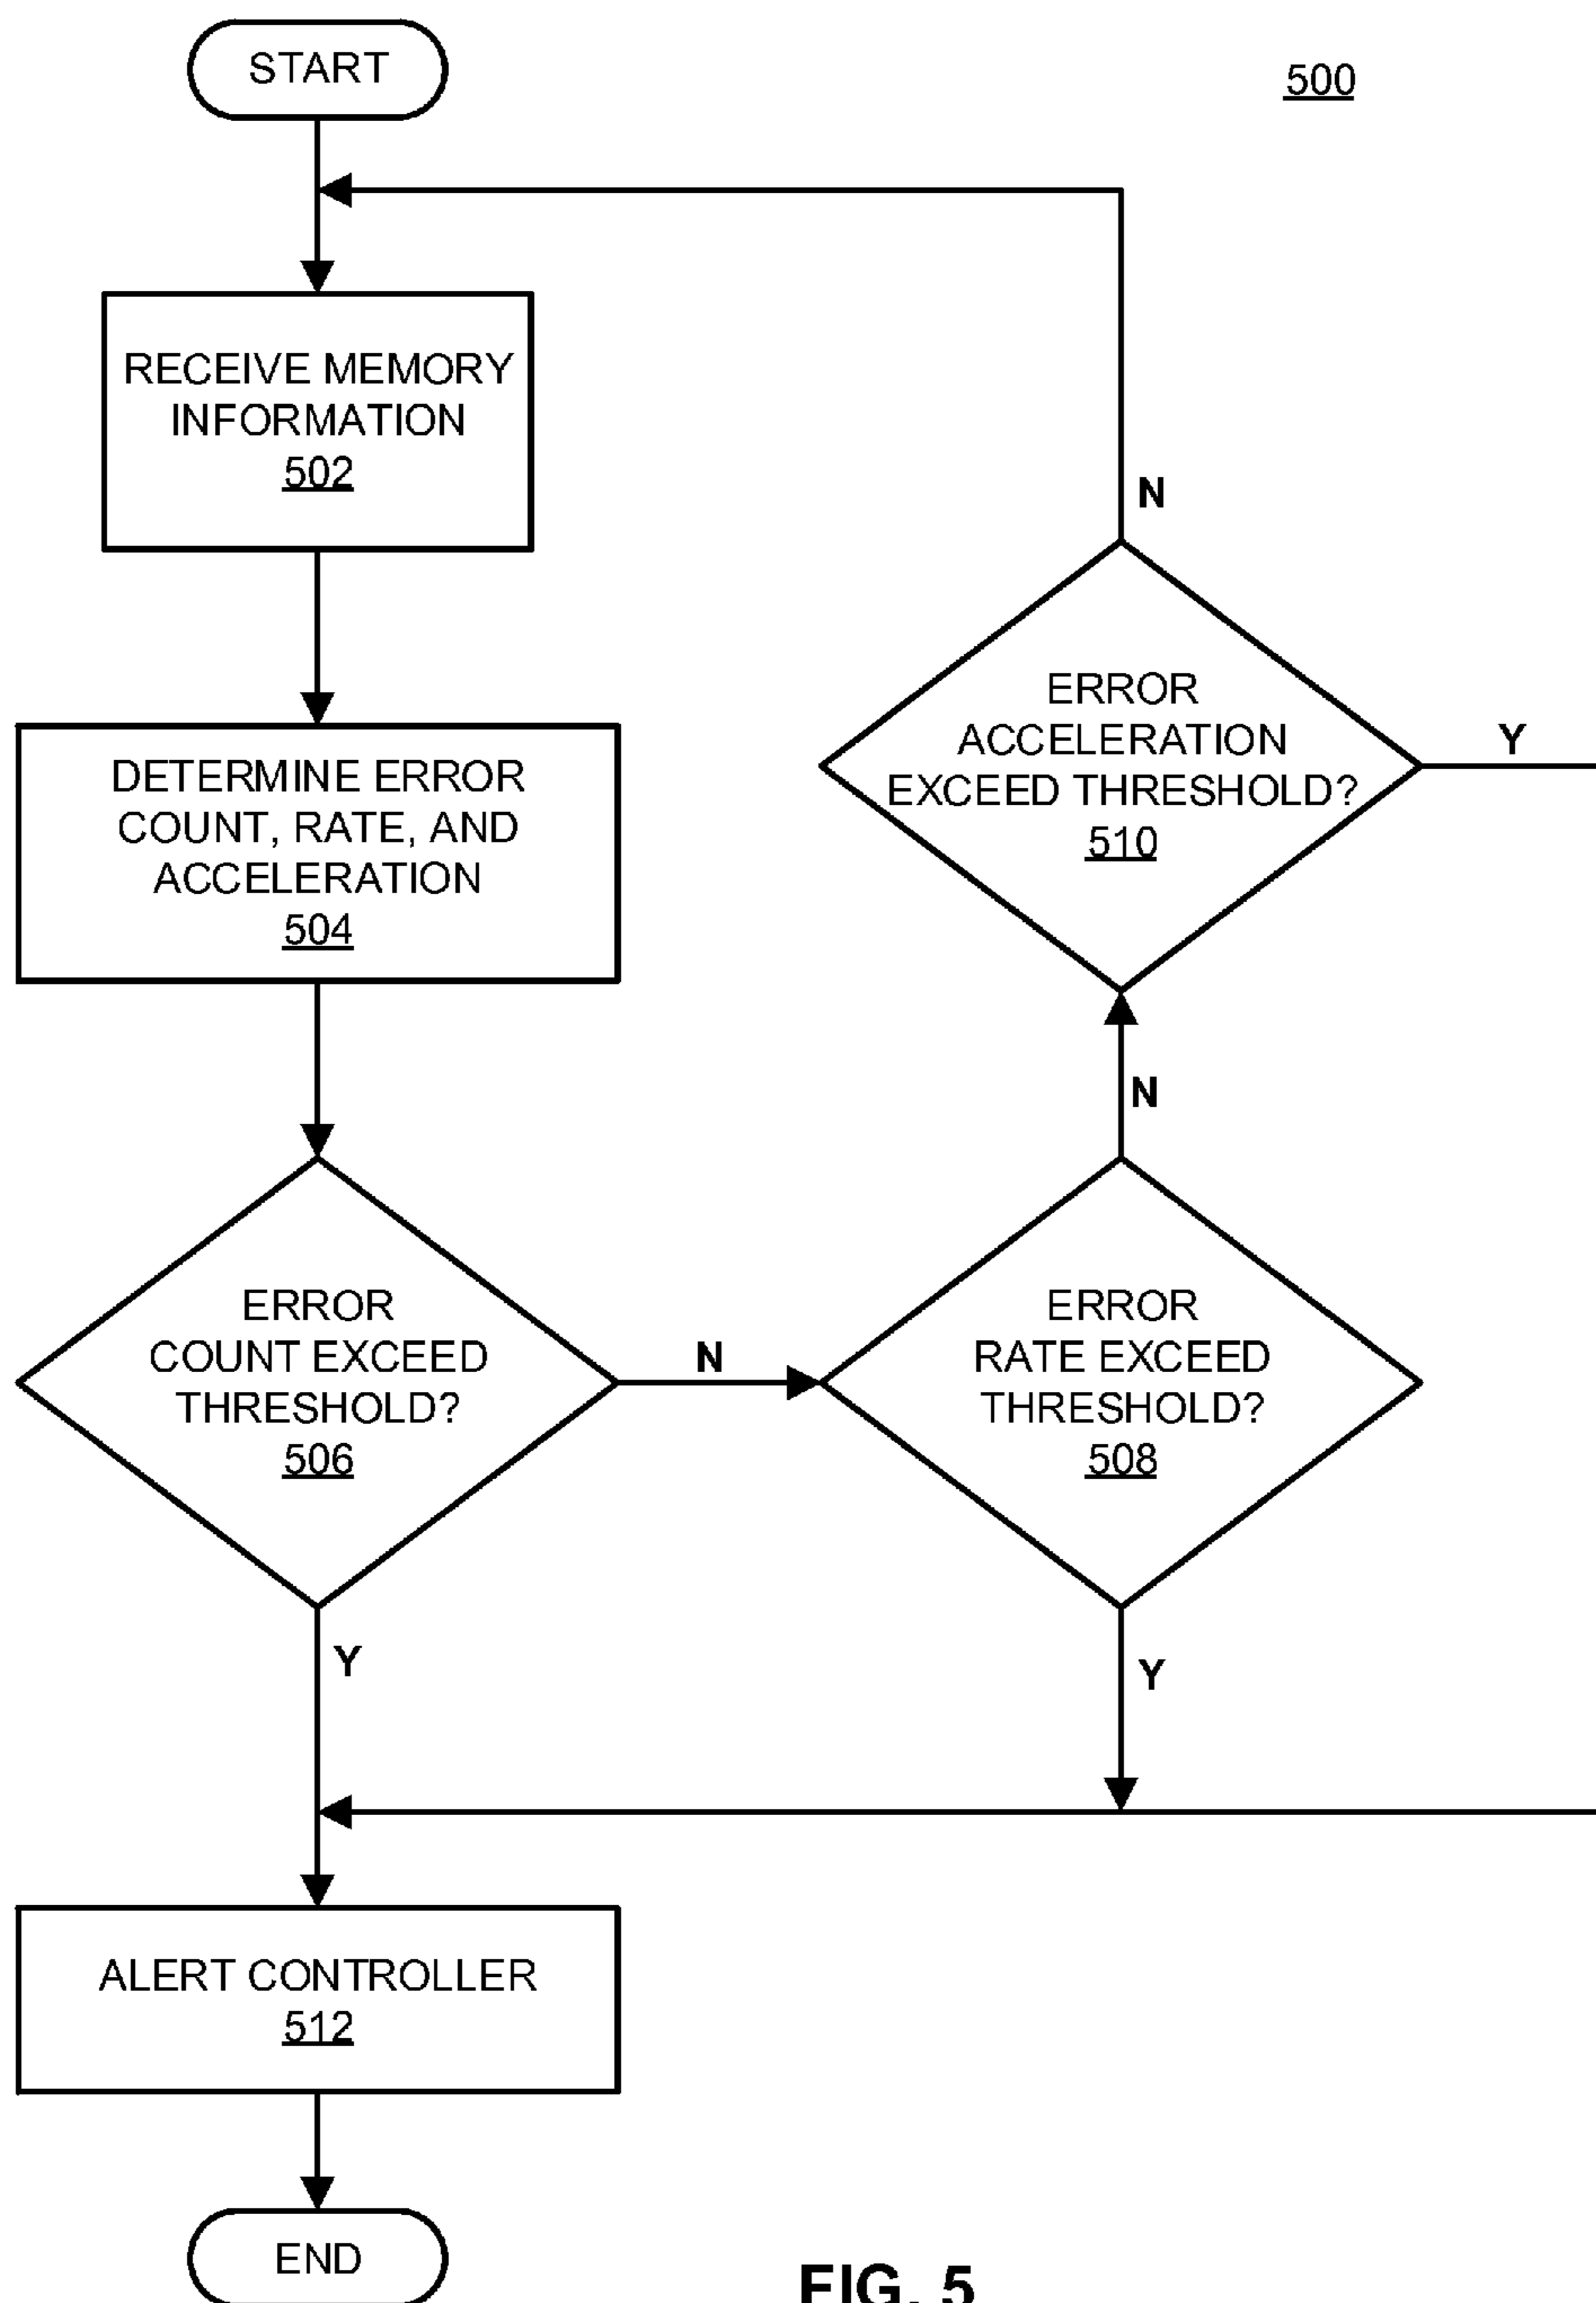 START
500
RECEIVE MEMORY
INFORMATION
502
N
ERROR
ACCELERATION
EXCEED THRESHOLD?
510
Y
DETERMINE ERROR
COUNT, RATE, AND
ACCELERATION
504
N
ERROR
COUNT EXCEED
THRESHOLD?
506
N
ERROR
RATE EXCEED
THRESHOLD?
508
Y
Y
ALERT CONTROLLER
512
END
FIG. 5